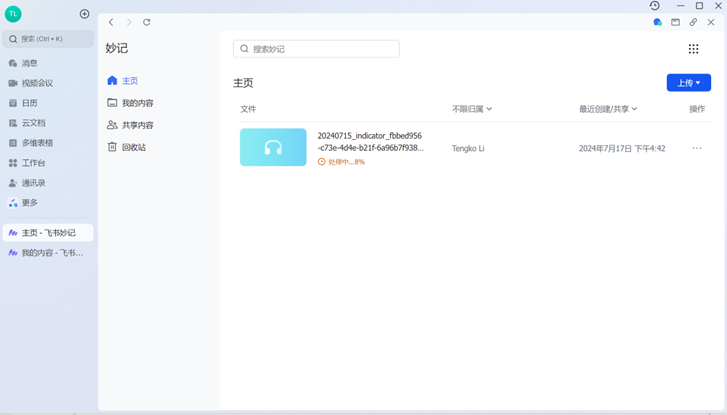 TL
搜索 (Ctrl + K)
消息
视频会议
日历
云文档
多维表格
工作台
通讯录
更多
主页 - 飞书妙记
我的内容 - 飞书...
妙记
主页
我的内容
共享内容
回收站
搜索妙记
主页
上传
文件
不限归属
最近创建/共享
操作
20240715_indicator_fbbed956
-c73e-4d4e-b21f-6a96b7f938...
处理中...8%
Tengko Li
2024年7月17日 下午4:42